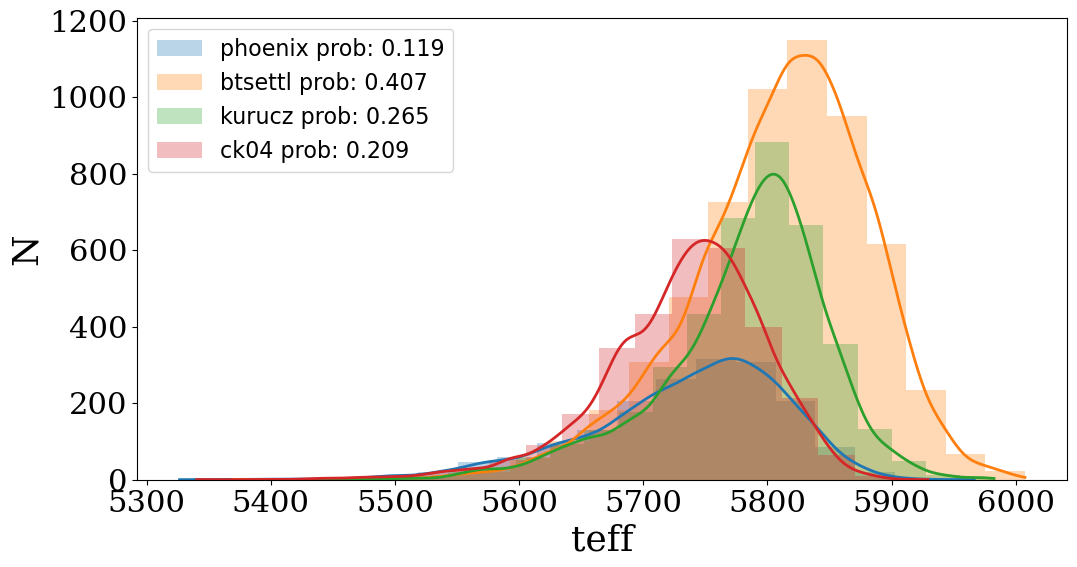 1200
1000
800
600
400
200
0
N
phoenix prob: 0.119
btsettl prob: 0.407
kurucz prob: 0.265
ck04 prob: 0.209
5300 5400 5500 5600 5700 5800 5900 6000
teff